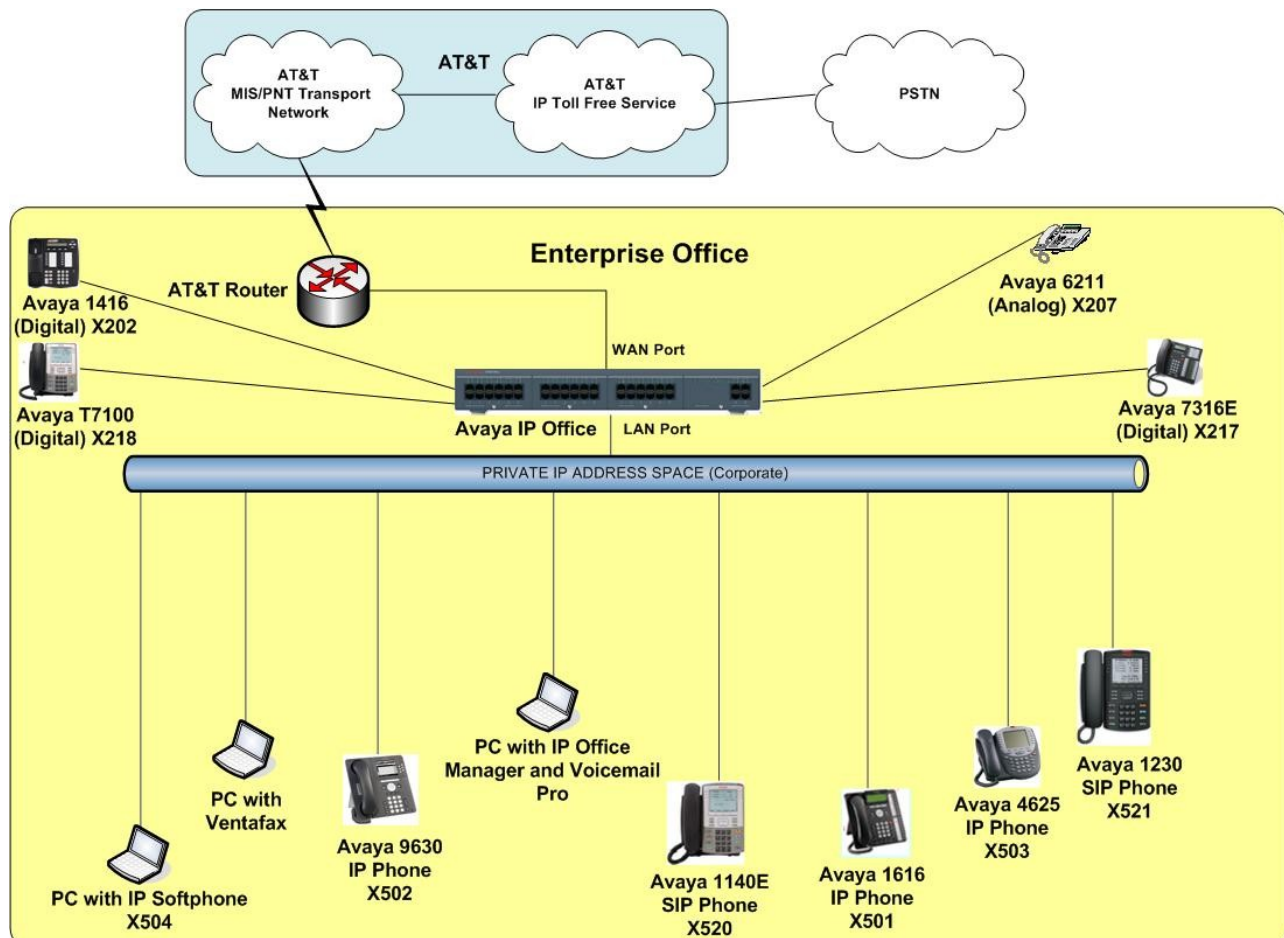 AT&T
MIS/PNT Transport
Network
AT&T
AT&T
IP Toll Free Service
PSTN
Enterprise Office
Avaya 1416
(Digital) X202
AT&T Router
Avaya 6211
(Analog) X207
WAN Port
Avaya T7100
(Digital) X218
Avaya IP Office
LAN Port
Avaya 7316E
(Digital) X217
PRIVATE IP ADDRESS SPACE (Corporate)
PC with IP Softphone
X504
PC with
Ventafax
Avaya 9630
IP Phone
X502
PC with IP Office
Manager and Voicemail
Pro
Avaya 1140E
SIP Phone
X520
Avaya 1616
IP Phone
X501
Avaya 4625
IP Phone
X503
Avaya 1230
SIP Phone
X521